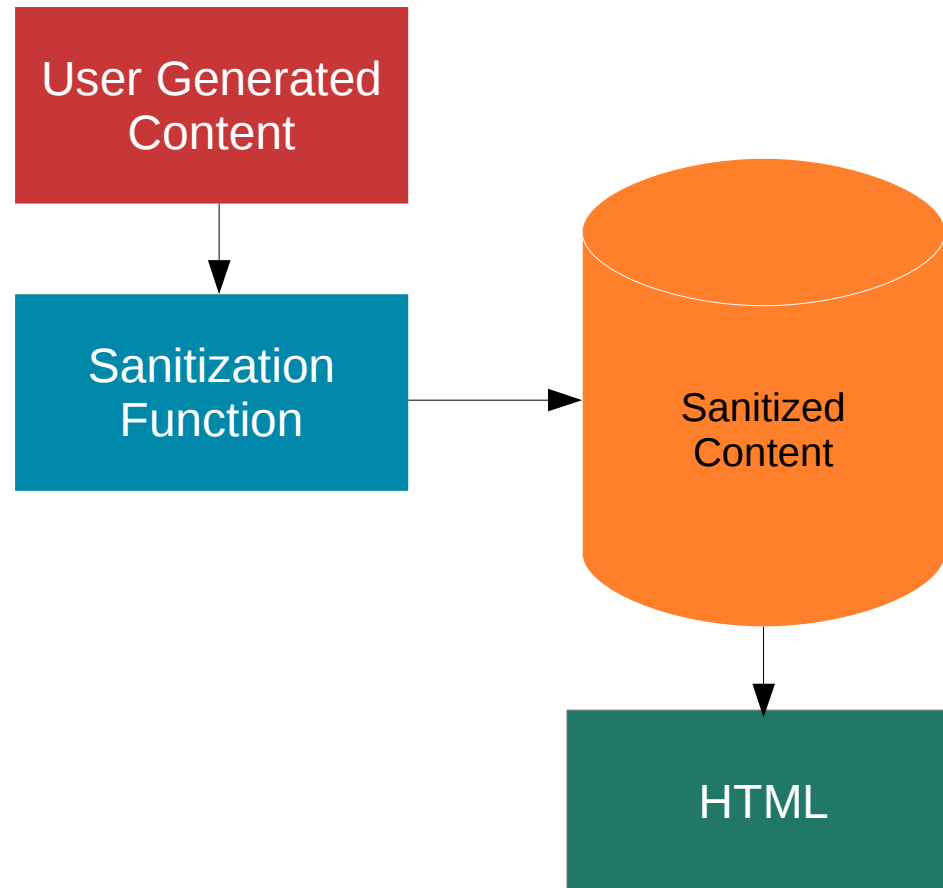 User Generated
Content
Sanitization
Function
Sanitized
Content
HTML